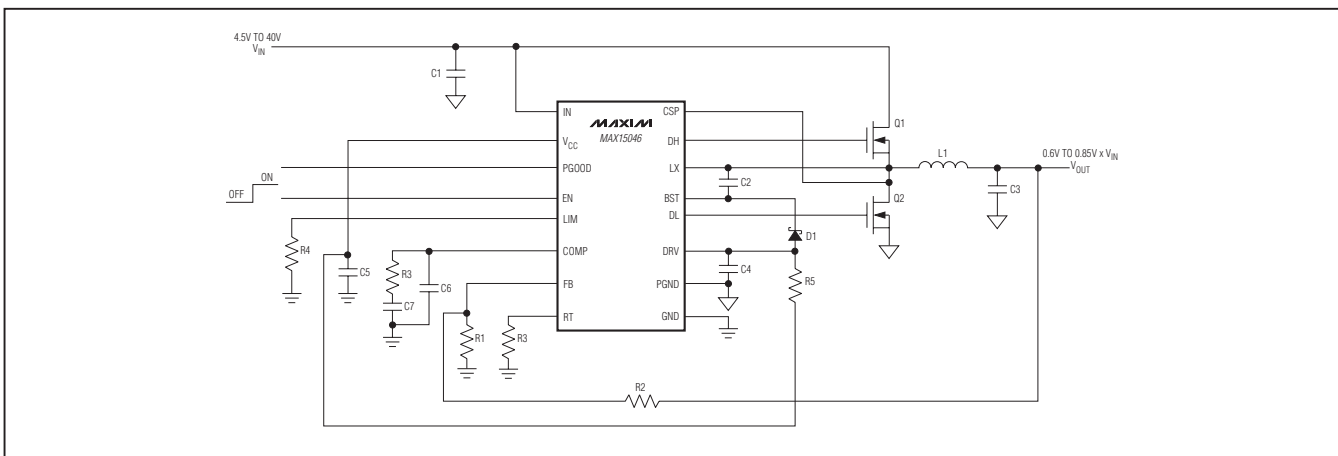 4.5V TO 40V
VIN
C1
IN
CSP
MAXIM
MAX15046
Q1
VCC
DH
PGOOD
LX
L1
0.6V TO 0.85V x VIN
VOUT
ON
OFF
C2
C3
EN
BST
Q2
LIM
DL
D1
R4
COMP
DRV
C5
R3
C6
C4
R5
C7
FB
PGND
RT
GND
R1
R3
R2